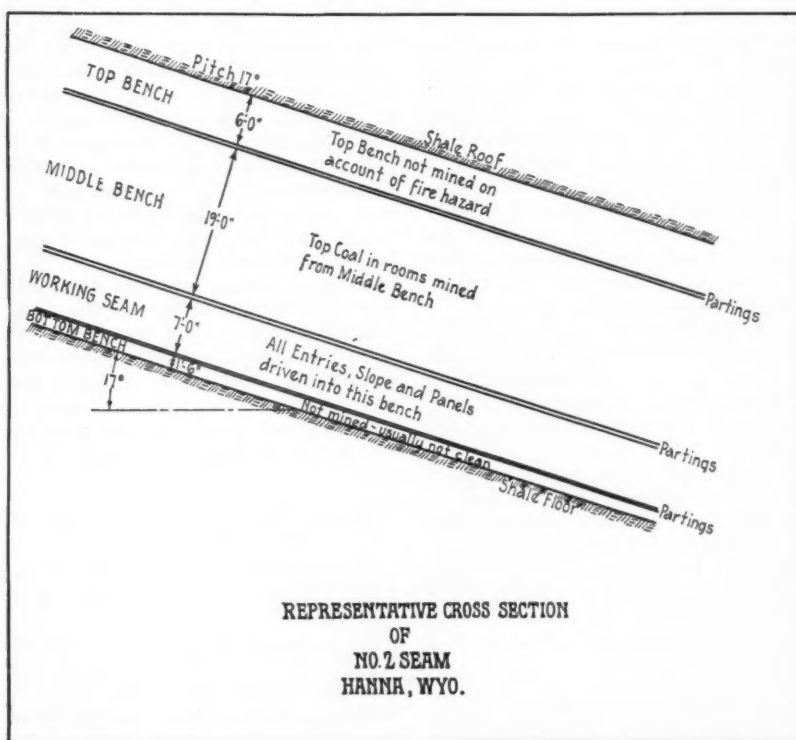 Pitch 17°
TOP BENCH
6'-0"
Shale Roof
Top Bench not mined on
account of fire hazard
MIDDLE BENCH
19'-0"
Top Coal in rooms mined
from Middle Bench
Partings
WORKING SEAM
7'-0"
All Entries, Slope and Panels
driven into this bench
BOTTOM BENCH
1'-6"
17°
Not mined - usually not clean
Partings
Shale Floor
Partings
REPRESENTATIVE CROSS SECTION
OF
NO. 2 SEAM
HANNA, WYO.